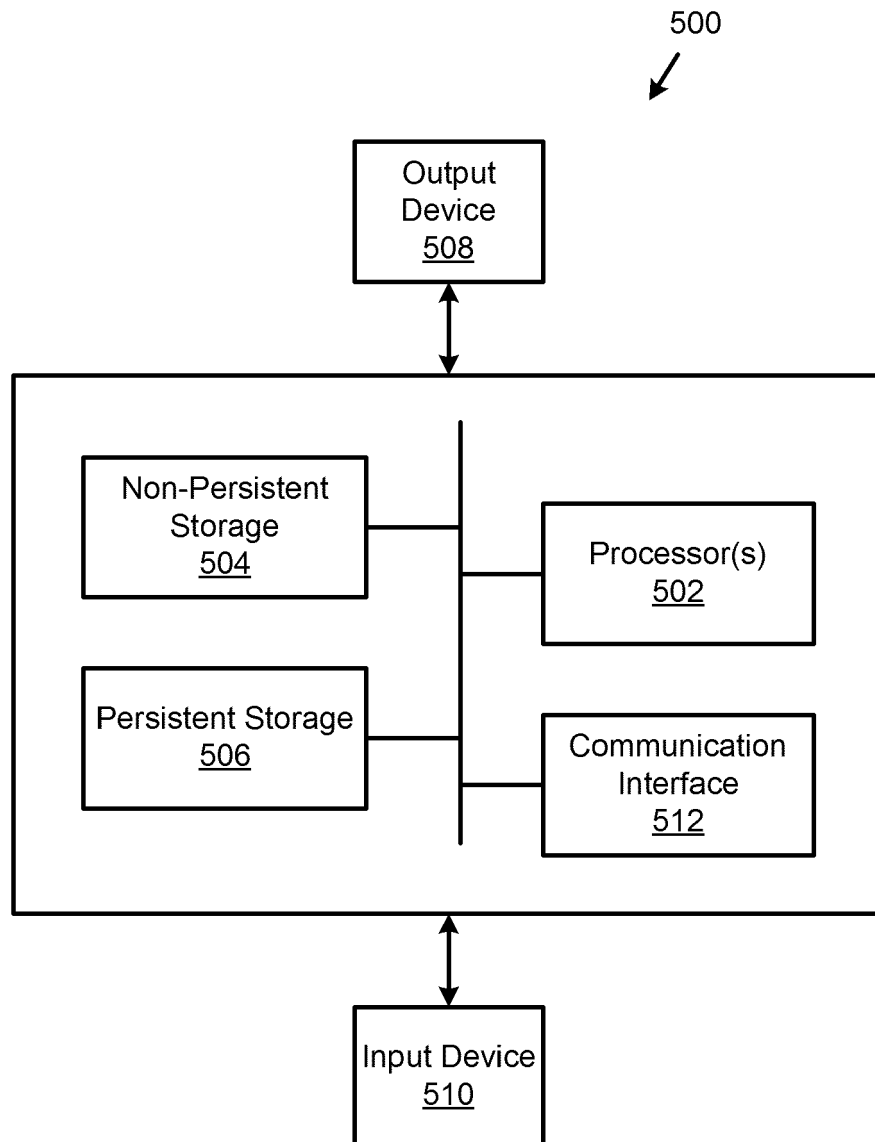 500
Output
Device
508
Non-Persistent
Storage
504
Processor(s)
502
Persistent Storage
506
Communication
Interface
512
Input Device
510